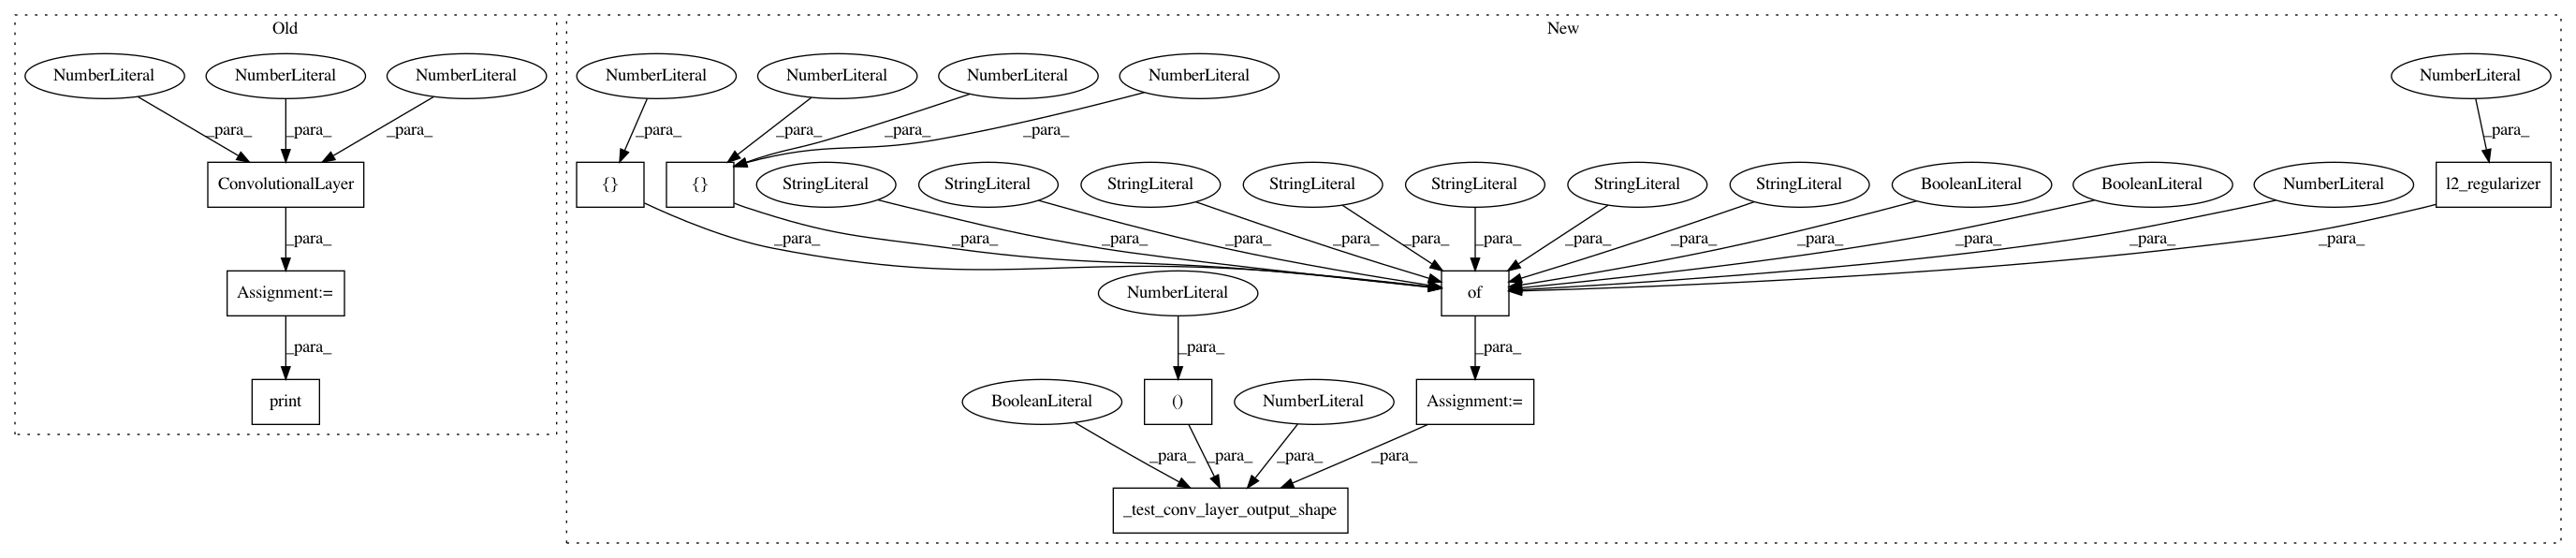 Old
New
NumberLiteral NumberLiteral NumberLiteral NumberLiteral NumberLiteral NumberLiteral NumberLiteral NumberLiteral
_para_ _para_ _para_ _para_ _para_ _para_ _para_ _para_
ConvolutionalLayer {} {} StringLiteral StringLiteral StringLiteral StringLiteral StringLiteral StringLiteral StringLiteral BooleanLiteral BooleanLiteral NumberLiteral l2_regularizer
_para_ _para_ _para_ _para_ _para_ _para_ _para_ _para_ _para_ _para_ _para_ _para_ _para_ _para_
Assignment:= NumberLiteral of
_para_ _para_ _para_
print BooleanLiteral () NumberLiteral Assignment:=
_para_ _para_ _para_ _para_
_test_conv_layer_output_shape